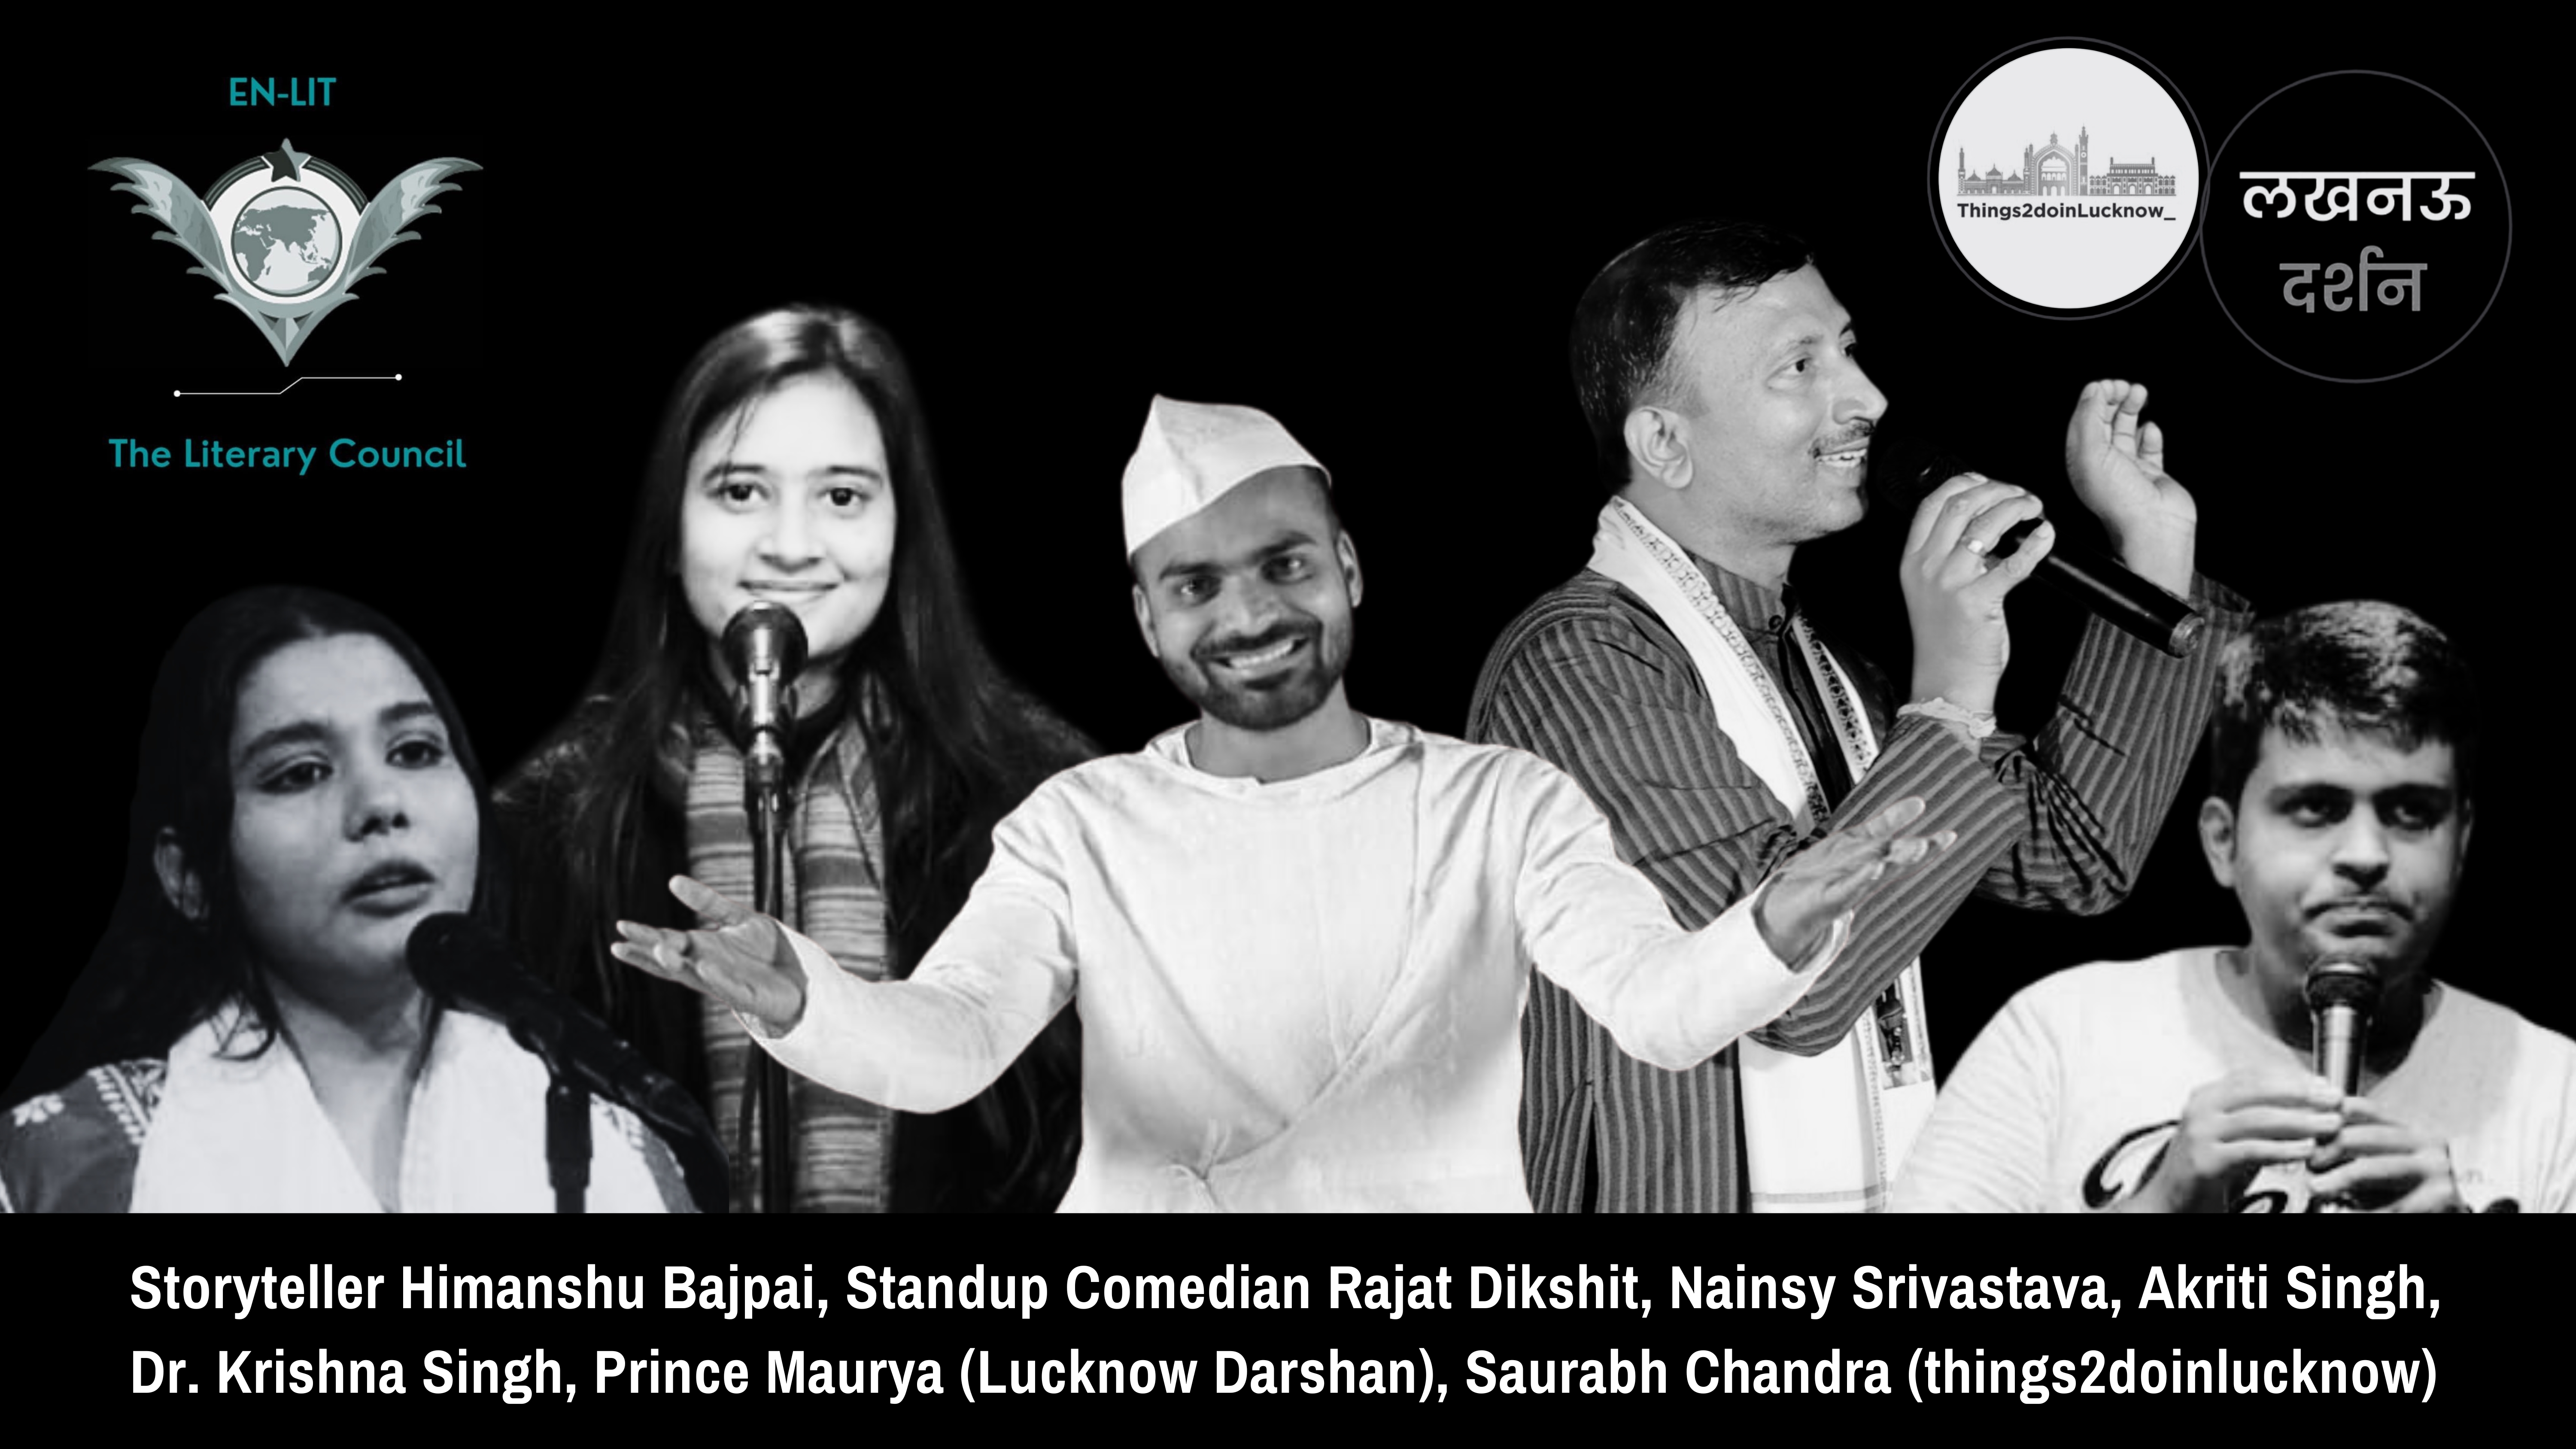 EN-LIT
The Literary Council
Things2doinLucknow_
लखनऊ
दर्शन
Storyteller Himanshu Bajpai, Standup Comedian Rajat Dikshit, Nainsy Srivastava, Akriti Singh,
Dr. Krishna Singh, Prince Maurya (Lucknow Darshan), Saurabh Chandra (things2doinlucknow)